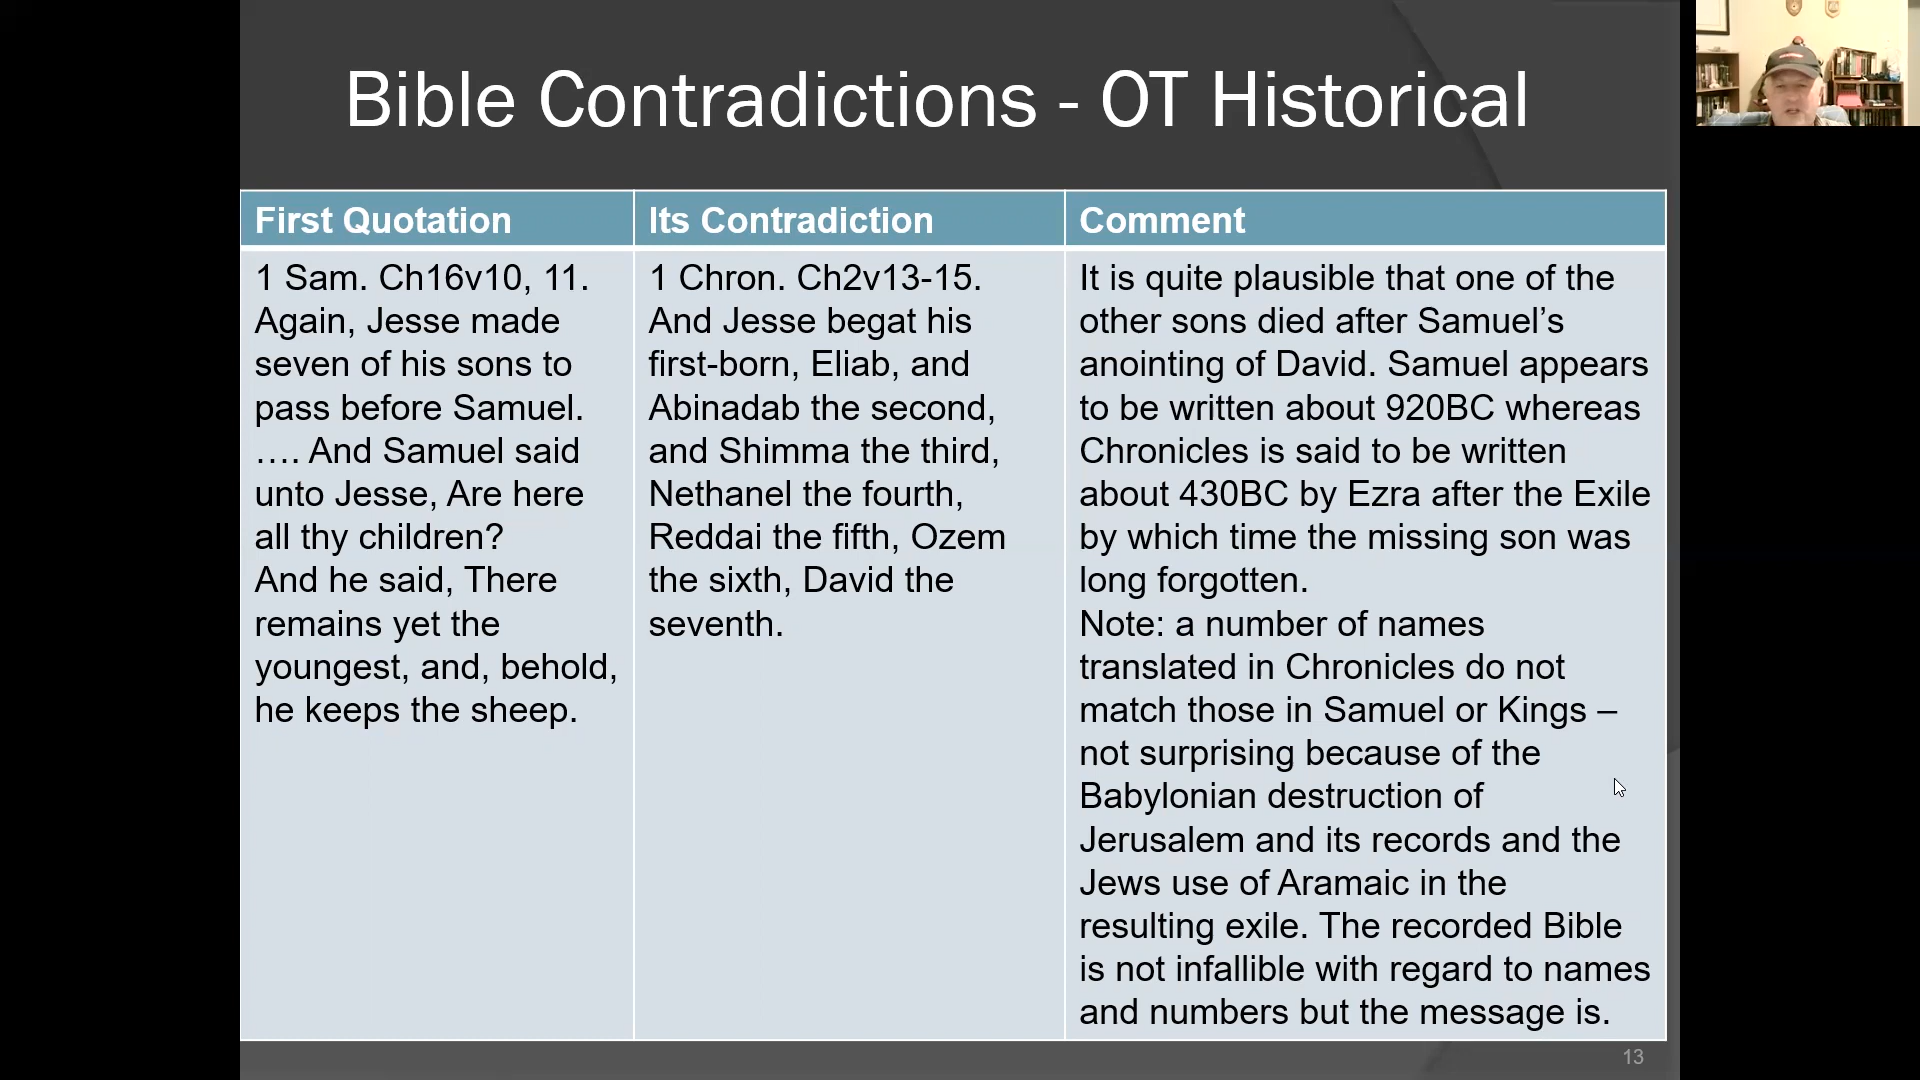 Bible Contradictions - OT Historical
First Quotation
Its Contradiction
Comment
1 Sam. Ch16v10, 11.
Again, Jesse made
seven of his sons to
pass before Samuel.
…. And Samuel said
unto Jesse, Are here
all thy children?
And he said, There
remains yet the
youngest, and, behold,
he keeps the sheep.
1 Chron. Ch2v13-15.
And Jesse begat his
first-born, Eliab, and
Abinadab the second,
and Shimma the third,
Nethanel the fourth,
Reddai the fifth, Ozem
the sixth, David the
seventh.
It is quite plausible that one of the
other sons died after Samuel’s
anointing of David. Samuel appears
to be written about 920BC whereas
Chronicles is said to be written
about 430BC by Ezra after the Exile
by which time the missing son was
long forgotten.
Note: a number of names
translated in Chronicles do not
match those in Samuel or Kings –
not surprising because of the
Babylonian destruction of
Jerusalem and its records and the
Jews use of Aramaic in the
resulting exile. The recorded Bible
is not infallible with regard to names
and numbers but the message is.
13